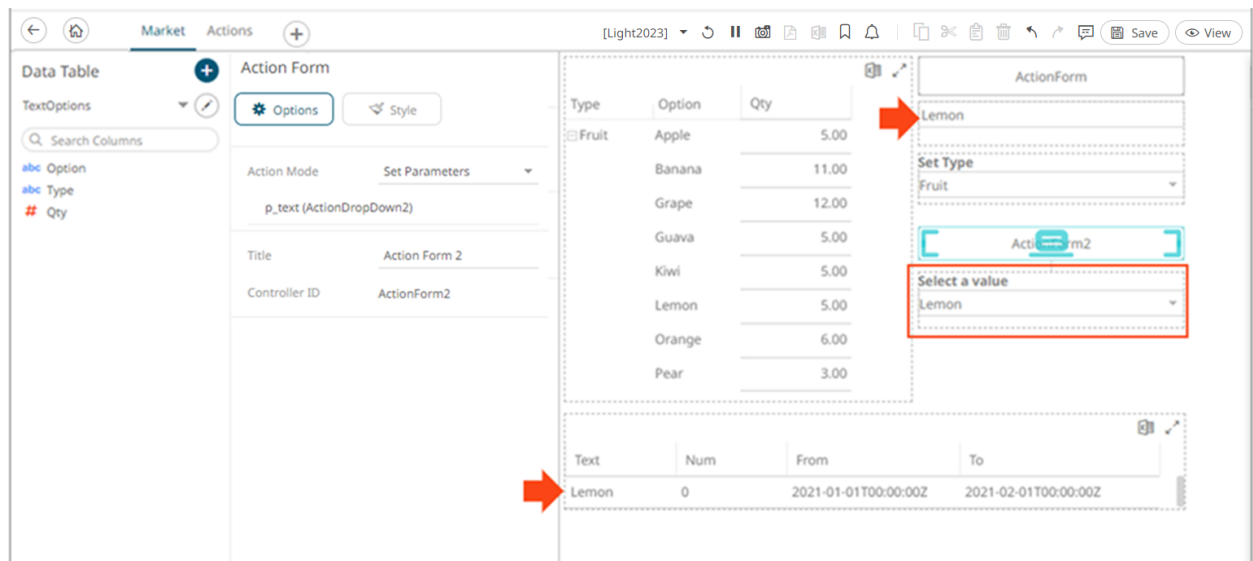 Market Actions
[Light2023] Save View
Data Table
TextOptions
Search Columns
abc Option
abc Type
# Qty
Action Form
Options Style
Action Mode Set Parameters
p_text (ActionDropDown2)
Title Action Form 2
Controller ID ActionForm2
Type Option Qty
Fruit Apple 5.00
Banana 11.00
Grape 12.00
Guava 5.00
Kiwi 5.00
Lemon 5.00
Orange 6.00
Pear 3.00
ActionForm
Lemon
Set Type
Fruit
Select a value
Lemon
Text Num From To
Lemon 0 2021-01-01T00:00:00Z 2021-02-01T00:00:00Z